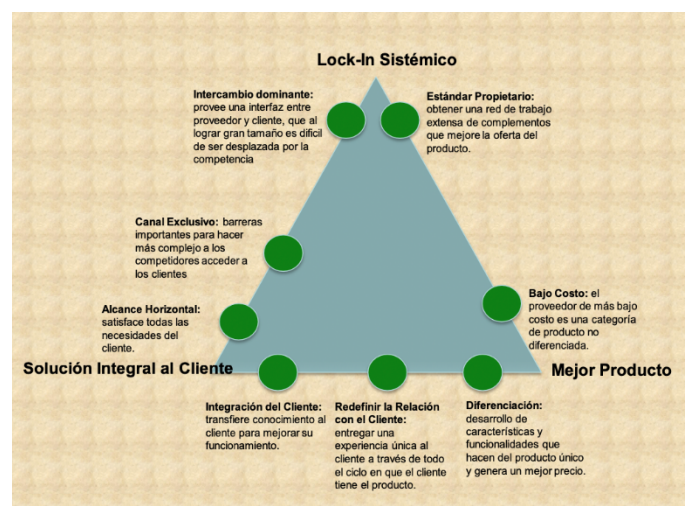 Lock-In Sistémico
Intercambio dominante:
provee una interfaz entre
proveedor y cliente, que al
lograr gran tamaño es dificil
de ser desplazada por la
competencia
Estándar Propietario:
obtener una red de trabajo
extensa de complementos
que mejore la oferta del
producto.
Canal Exclusivo: barreras
importantes para hacer
más complejo a los
competidores acceder a
los clientes
Bajo Costo: el
proveedor de más bajo
costo es una categoría
de producto no
diferenciada.
Alcance Horizontal:
satisface todas las
necesidades del
cliente.
Solución Integral al Cliente
Mejor Producto
Integración del Cliente:
transfiere conocimiento al
cliente para mejorar su
funcionamiento.
Redefinir la Relación
con el Cliente:
entregar una
experiencia única al
cliente a través de todo
el ciclo en que el cliente
tiene el producto.
Diferenciación:
desarrollo de
características y
funcionalidades que
hacen del producto único
y genera un mejor precio.